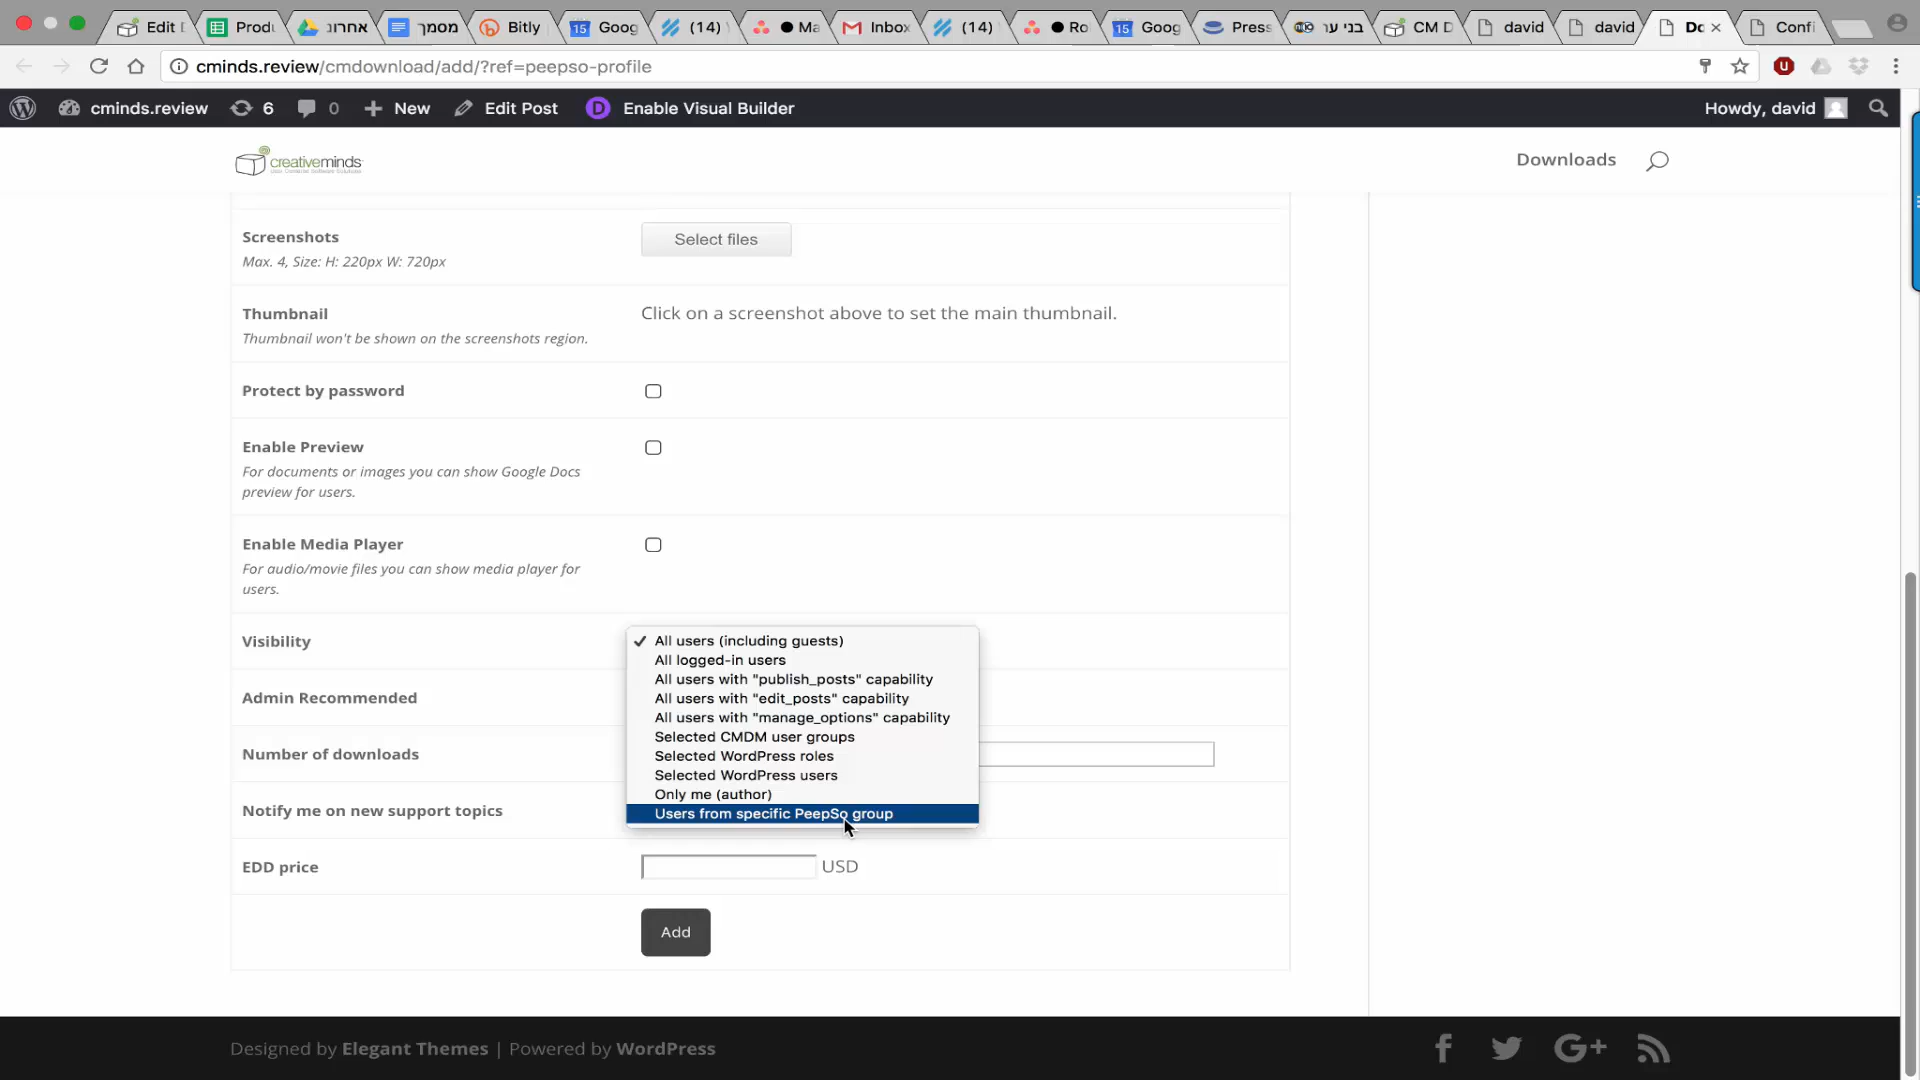 Edit D
Produ
אחרונ
מסמך
Bitly
Goog
(14)
Ma
Inbox
(14)
Ro
Goog
Press
בני ער
CM D
david
david
Do
Confi
cminds.review/cmdownload/add/?ref=peepso-profile
cminds.review 6 0 New Edit Post Enable Visual Builder Howdy, david
creativeminds
Downloads
Screenshots
Select files
Max. 4, Size: H: 220px W: 720px
Thumbnail
Click on a screenshot above to set the main thumbnail.
Thumbnail won't be shown on the screenshots region.
Protect by password
Enable Preview
For documents or images you can show Google Docs
preview for users.
Enable Media Player
For audio/movie files you can show media player for
users.
Visibility
All users (including guests)
All logged-in users
All users with "publish_posts" capability
All users with "edit_posts" capability
All users with "manage_options" capability
Selected CMDM user groups
Selected WordPress roles
Selected WordPress users
Only me (author)
Users from specific PeepSo group
Admin Recommended
Number of downloads
Notify me on new support topics
EDD price
USD
Add
Designed by Elegant Themes | Powered by WordPress